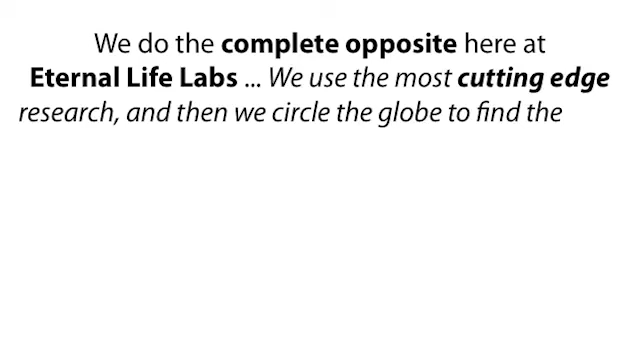 We do the complete opposite here at
Eternal Life Labs ... We use the most cutting edge
research, and then we circle the globe to find the